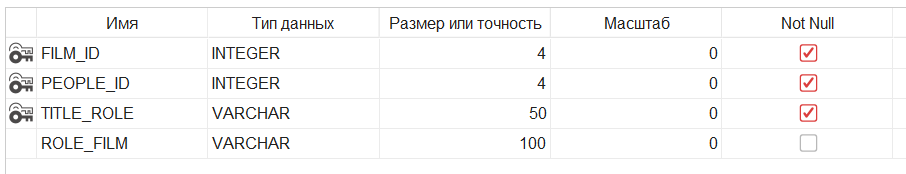 Имя Тип данных Размер или точность Масштаб Not Null
FILM_ID INTEGER 4 0
PEOPLE_ID INTEGER 4 0
TITLE_ROLE VARCHAR 50 0
ROLE_FILM VARCHAR 100 0